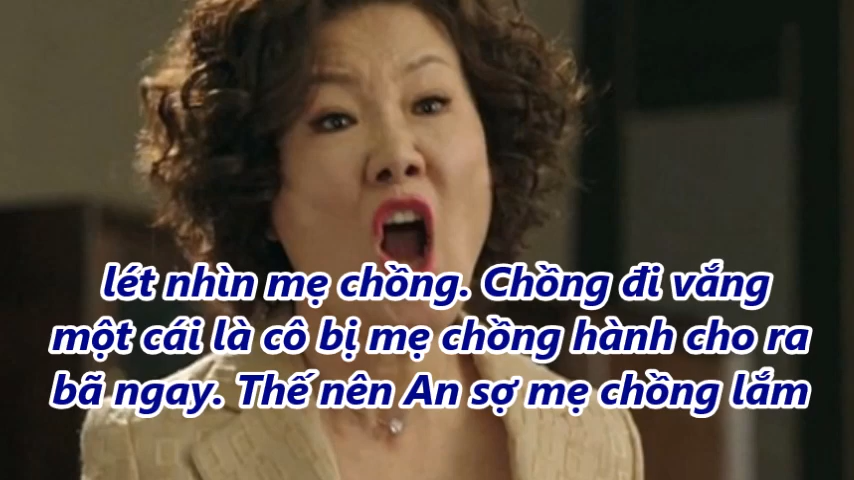 lét nhìn mẹ chồng. Chồng đi vắng
một cái là cô bị mẹ chồng hành cho ra
bã ngay. Thế nên An sợ mẹ chồng lắm